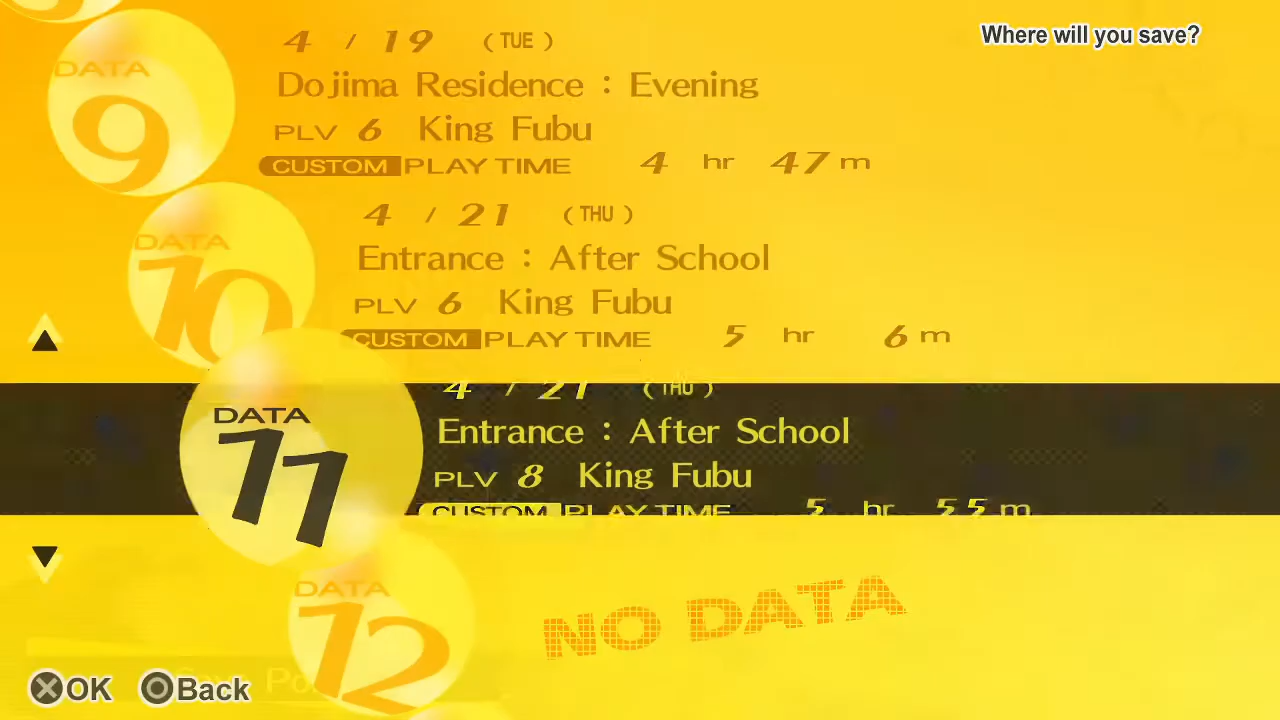 Where will you save?
DATA 9
4 / 19 (TUE)
Dojima Residence : Evening
PLV 6 King Fubu
CUSTOM PLAY TIME 4 hr 47 m
DATA 10
4 / 21 (THU)
Entrance : After School
PLV 6 King Fubu
CUSTOM PLAY TIME 5 hr 6 m
DATA 11
4 / 21 (THU)
Entrance : After School
PLV 8 King Fubu
CUSTOM PLAY TIME 5 hr 55 m
DATA 12
NO DATA
OK Back